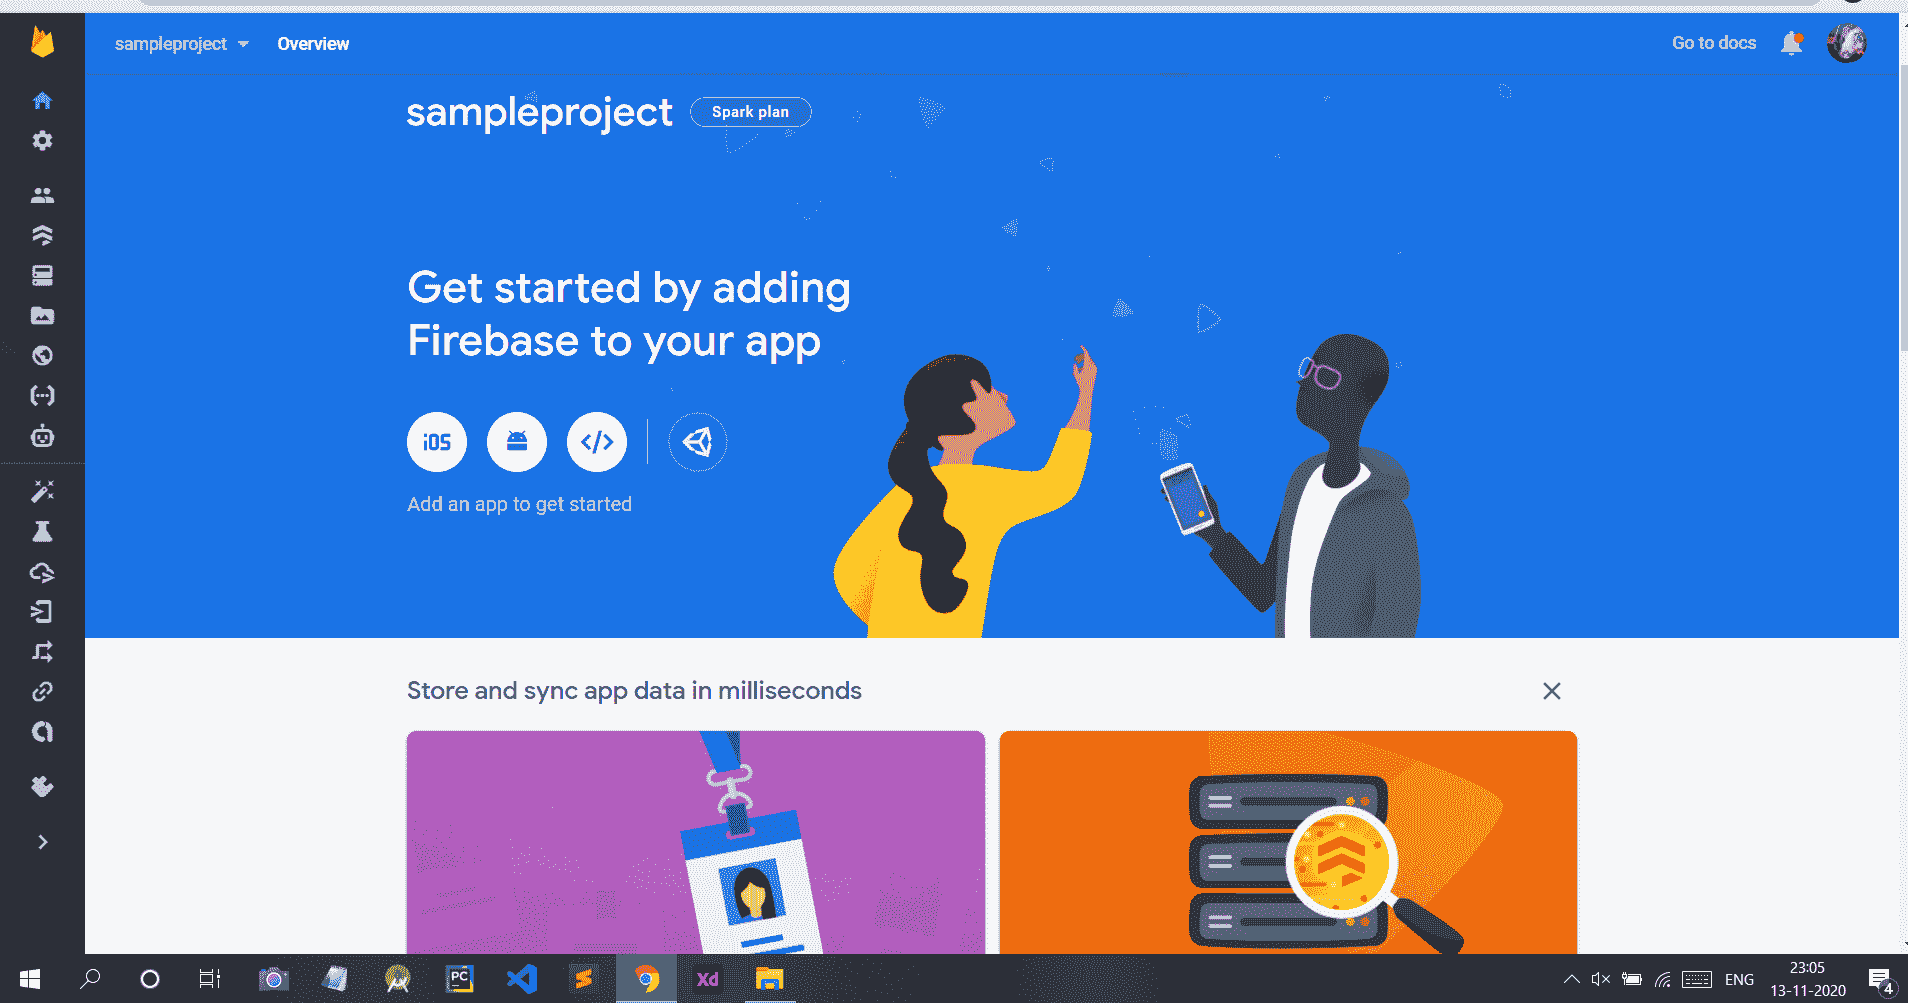 sampleproject
Overview
Go to docs
sampleproject
Spark plan
Get started by adding
Firebase to your app
iOS
</>
Add an app to get started
Store and sync app data in milliseconds
PC
Xd
ENG
23:05
13-11-2020
4